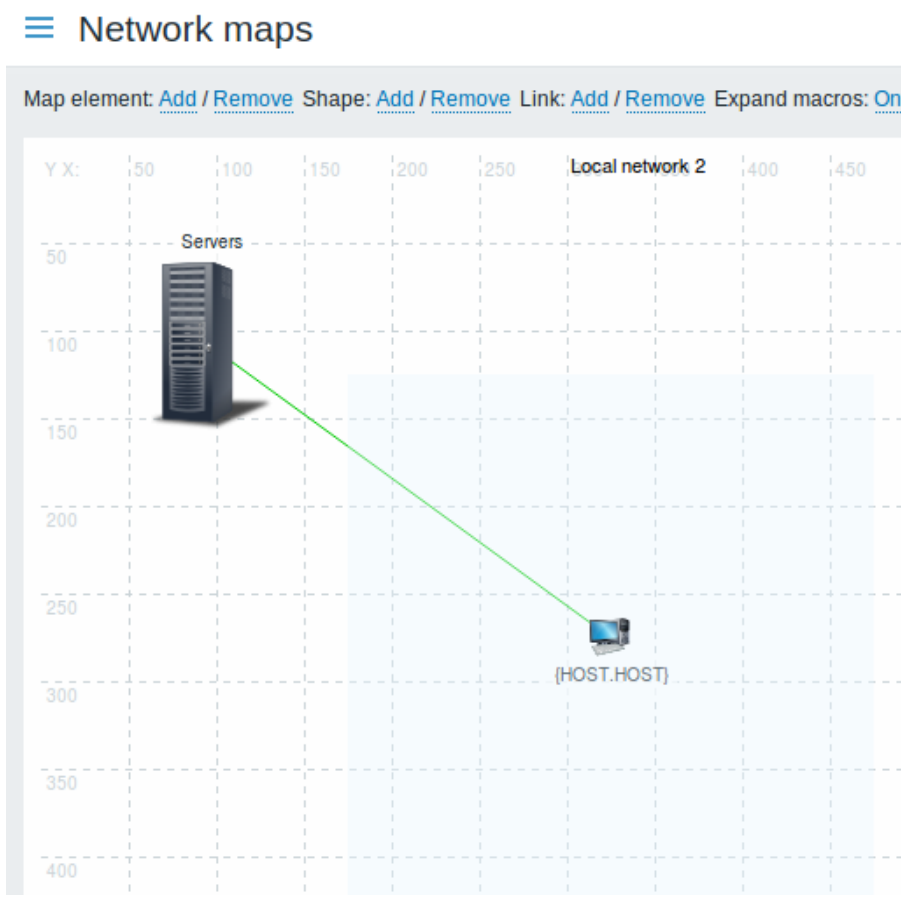 Network maps
Map element: Add / Remove Shape: Add / Remove Link: Add / Remove Expand macros: On
Y X: 50 100 150 200 250 Local network 2 400 450
Servers
50
100
150
200
250
{HOST.HOST}
300
350
400